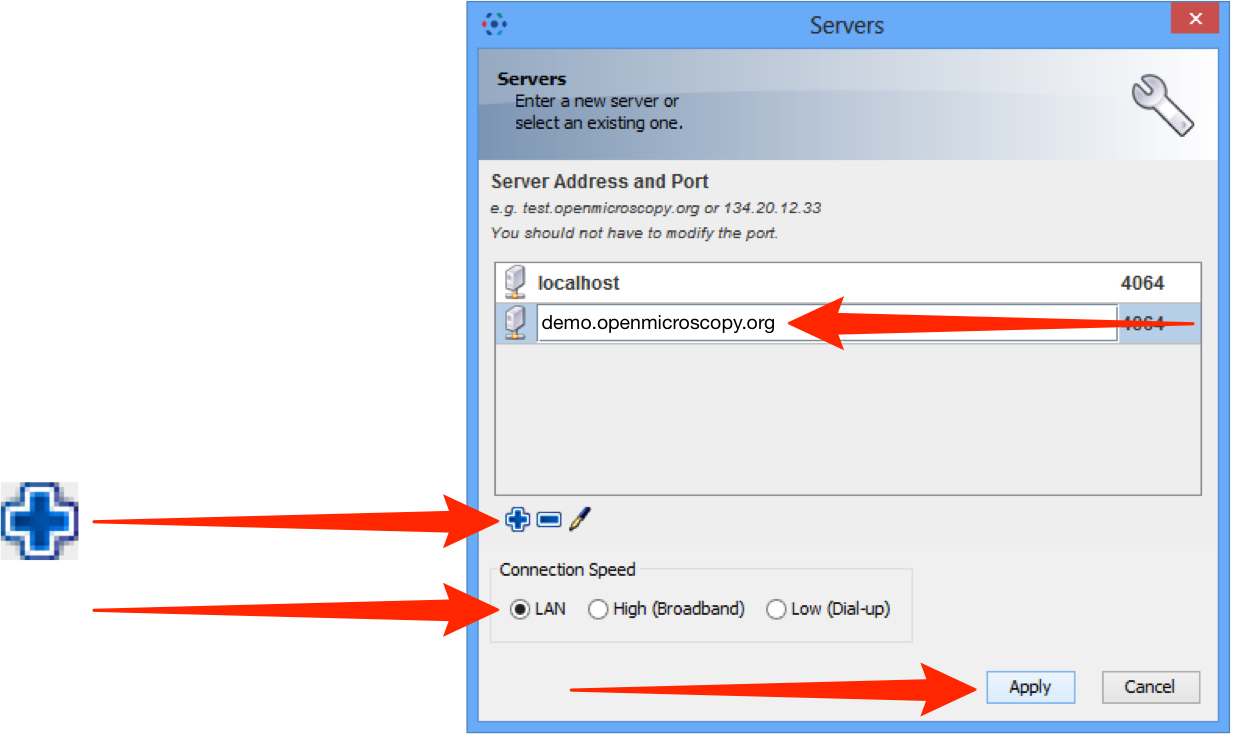 Servers
Servers
Enter a new server or
select an existing one.
Server Address and Port
e.g. test.openmicroscopy.org or 134.20.12.33
You should not have to modify the port.
localhost 4064
demo.openmicroscopy.org 4064
Connection Speed
LAN High (Broadband) Low (Dial-up)
Apply Cancel